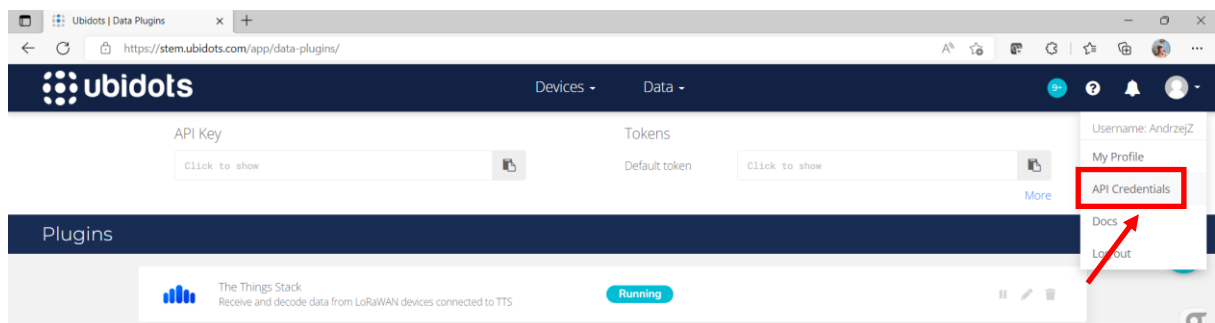 Ubidots | Data Plugins
https://stem.ubidots.com/app/data-plugins/
ubidots
Devices
Data
9+
?
API Key
Click to show
Tokens
Default token
Click to show
More
Username: AndrzejZ
My Profile
API Credentials
Docs
Log out
Plugins
The Things Stack
Receive and decode data from LoRaWAN devices connected to TTS
Running